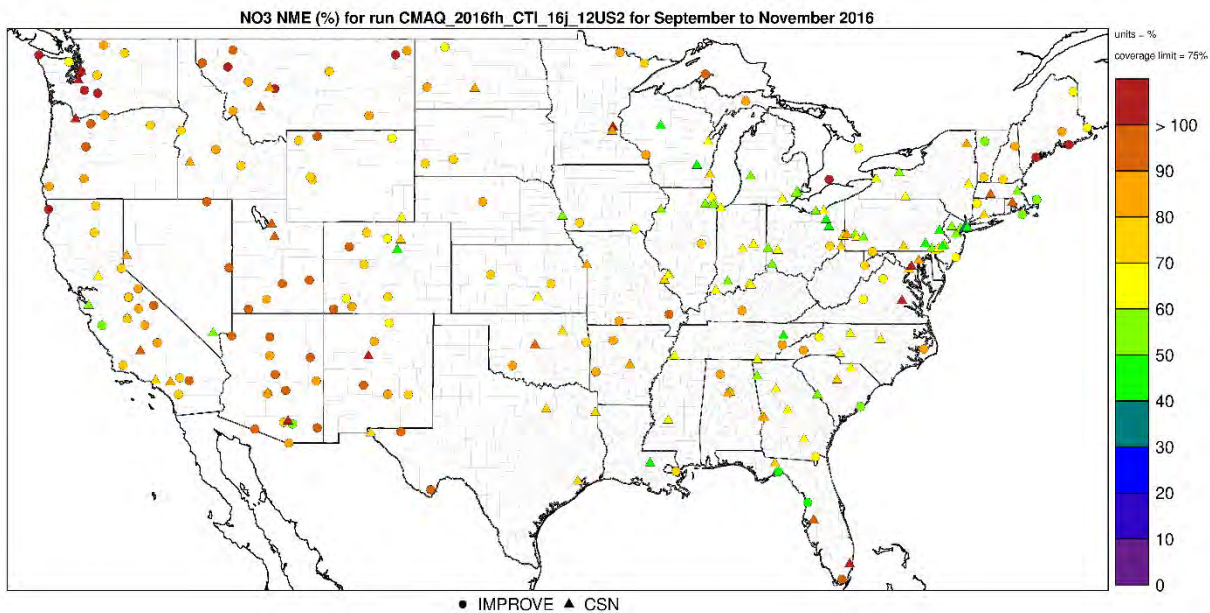 NO3 NME (%) for run CMAQ_2016fh_CTI_16j_12US2 for September to November 2016
units = %
coverage limit = 75%
> 100
90
80
70
60
50
40
30
20
10
0
● IMPROVE ▲ CSN